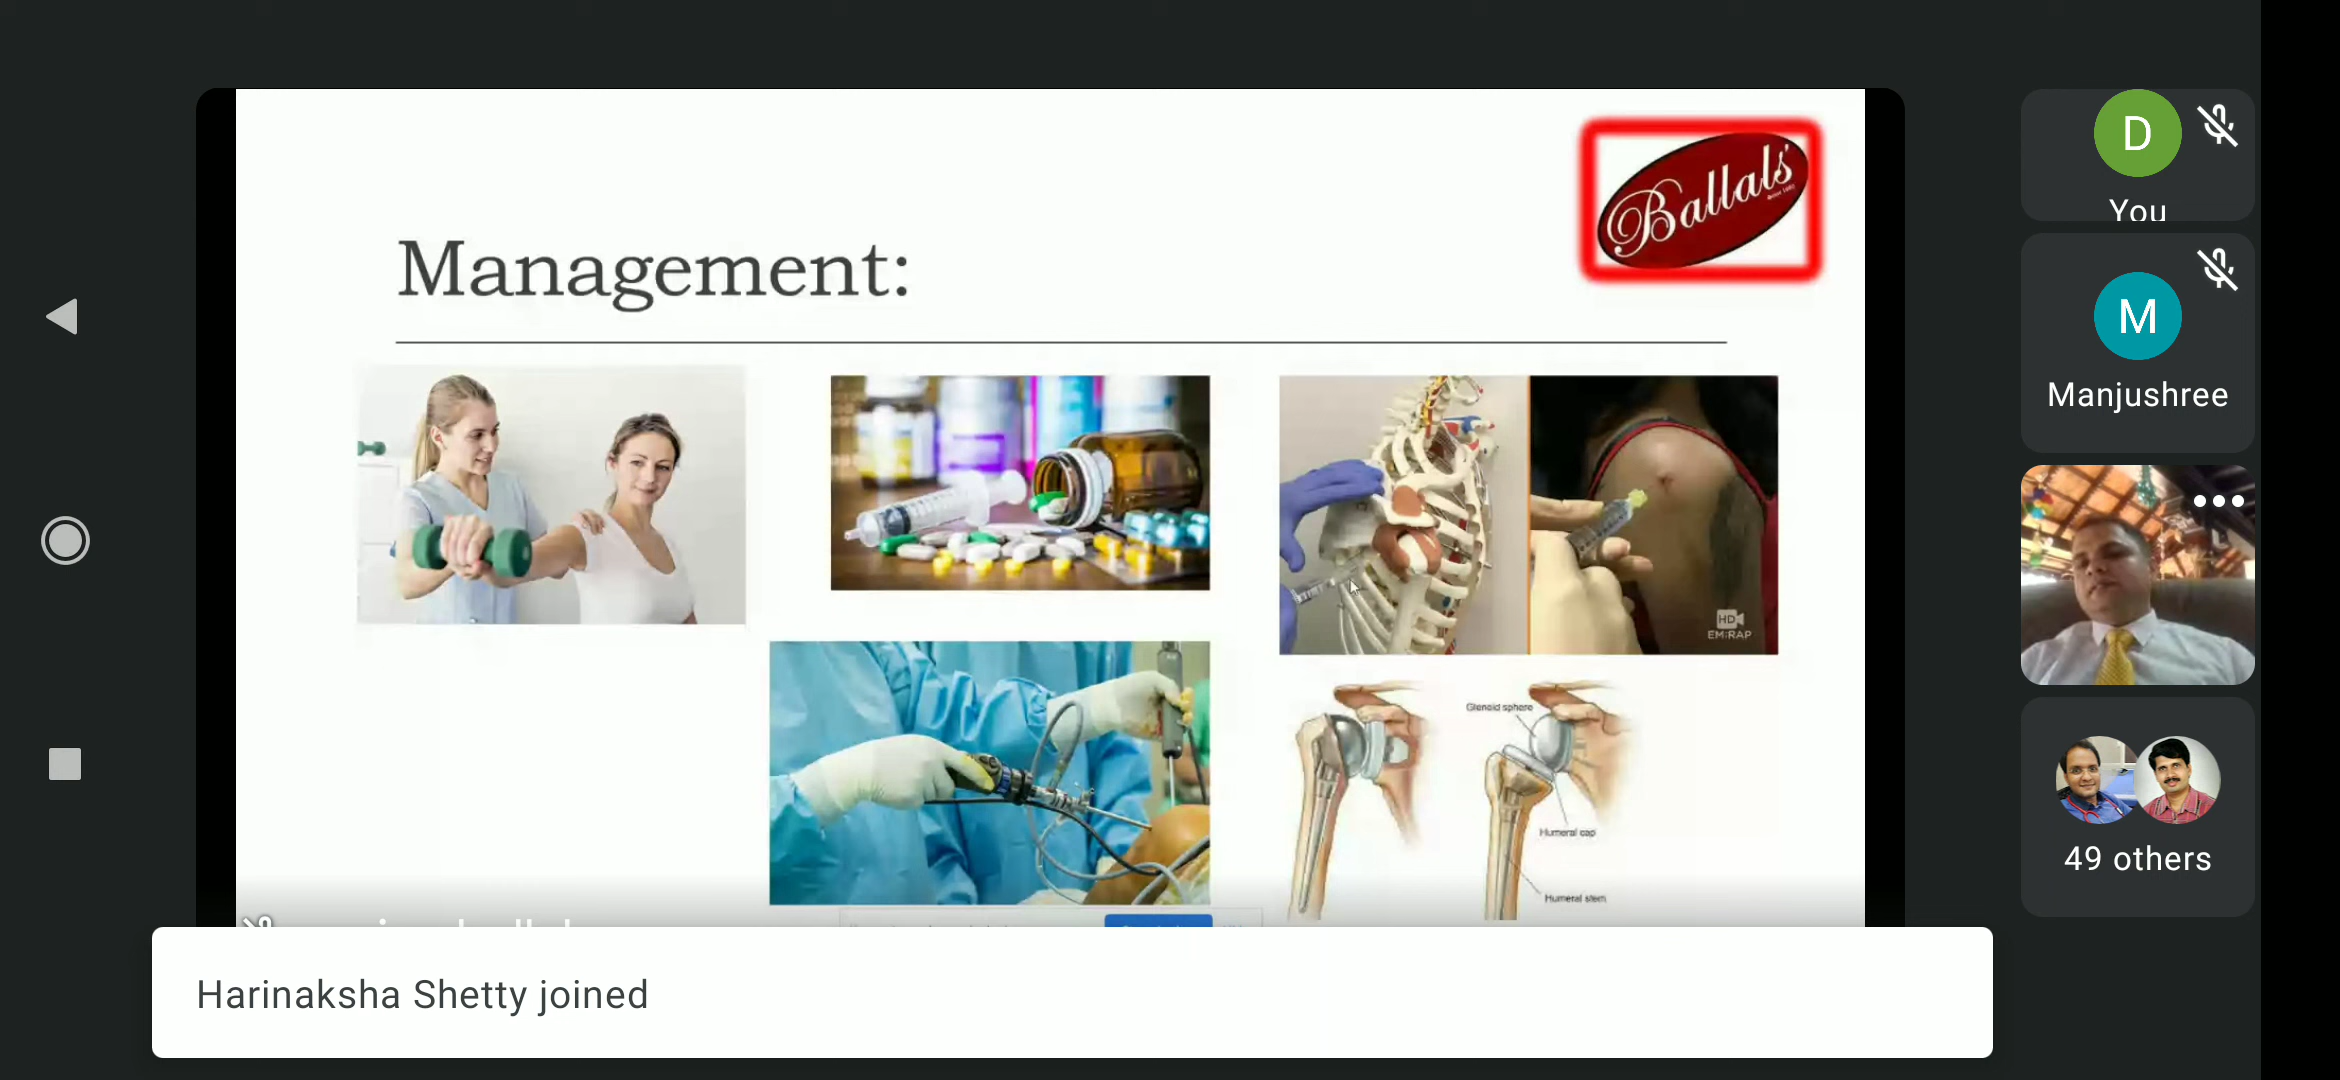 Ballals'
Management:
HD
EM:RAP
Glenoid sphere
Humeral cap
Humeral stem
D
You
M
Manjushree
49 others
Harinaksha Shetty joined